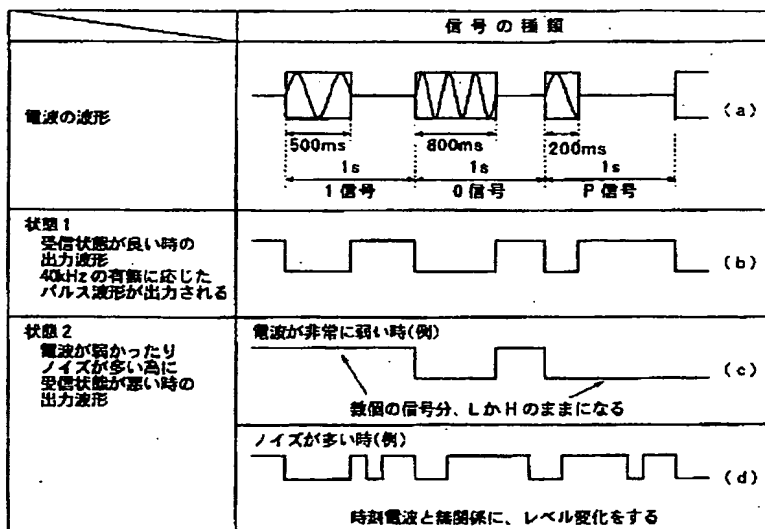 信号の種類
電波の波形
500ms
800ms
200ms
1s
1s
1s
1信号
0信号
P信号
(a)
状態1
受信状態が良い時の
出力波形
40kHzの有無に応じた
パルス波形が出力される
(b)
状態2
電波が弱かったり
ノイズが多い為に
受信状態が悪い時の
出力波形
電波が非常に弱い時(例)
(c)
数個の信号分、LかHのままになる
ノイズが多い時(例)
(d)
時刻電波と無関係に、レベル変化をする